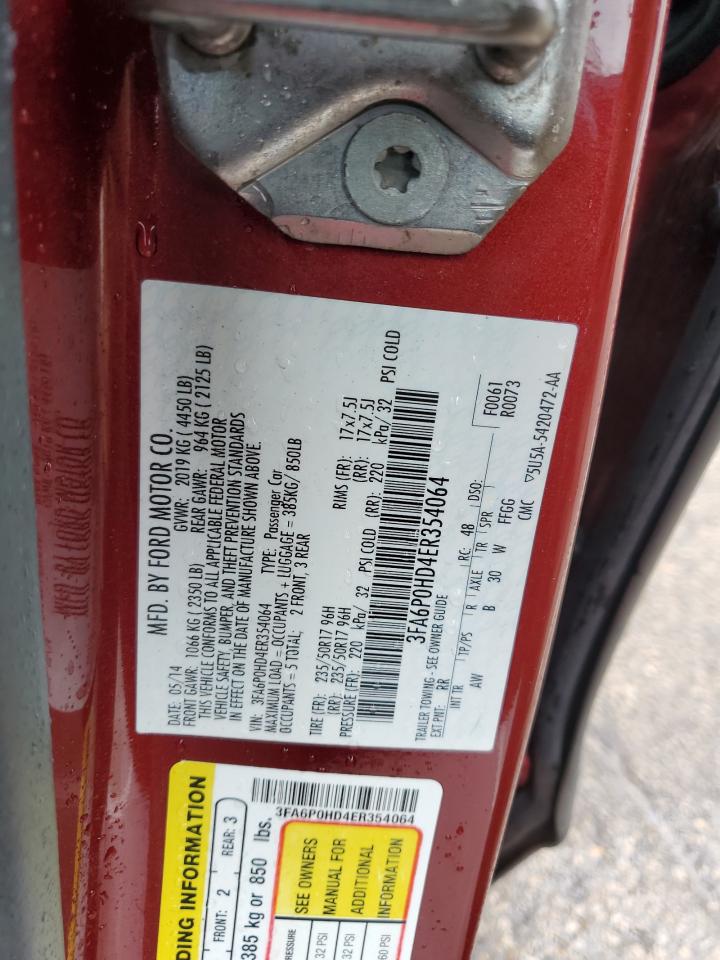 MFD. BY FORD MOTOR CO.
DATE: 05/14 GVWR: 2019 KG (4450 LB)
FRONT GAWR: 1066 KG (2350 LB) REAR GAWR: 964 KG (2125 LB)
THIS VEHICLE CONFORMS TO ALL APPLICABLE FEDERAL MOTOR
VEHICLE SAFETY, BUMPER, AND THEFT PREVENTION STANDARDS
IN EFFECT ON THE DATE OF MANUFACTURE SHOWN ABOVE.
VIN: 3FA6P0HD4ER354064 TYPE: Passenger Car
MAXIMUM LOAD = OCCUPANTS + LUGGAGE = 385KG/ 850LB
OCCUPANTS = 5 TOTAL: 2 FRONT, 3 REAR
TIRE (FR): 235/50R17 96H RIMS (FR): 17x7.5J
(RR): 235/50R17 96H (RR): 17x7.5J
PRESSURE (FR): 220 kPa/ 32 PSI COLD (RR): 220 kPa/ 32 PSI COLD
3FA6P0HD4ER354064
TRAILER TOWING - SEE OWNER GUIDE
EXT PNT: RR RC: 48 DSO:
INT TR TP/PS R AXLE TR SPR
AW B 30 W FFGG
F0061
R0073
CMC ▽5U5A-5420472-AA
DING INFORMATION
FRONT: 2 REAR: 3
385 kg or 850 lbs.
3FA6P0HD4ER354064
PRESSURE SEE OWNERS
32 PSI MANUAL FOR
32 PSI ADDITIONAL
60 PSI INFORMATION